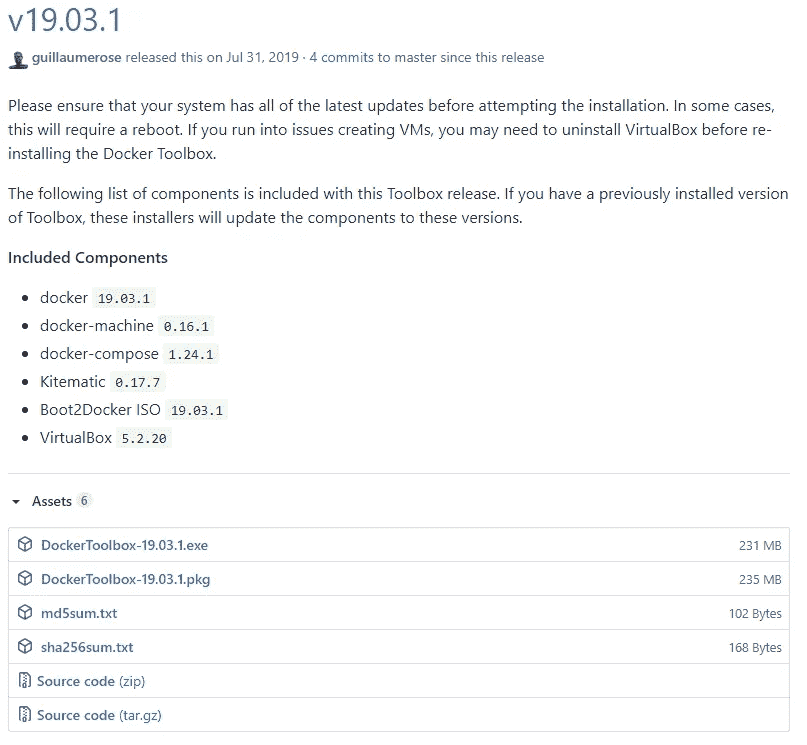 v19.03.1
guillaumerose released this on Jul 31, 2019 · 4 commits to master since this release
Please ensure that your system has all of the latest updates before attempting the installation. In some cases,
this will require a reboot. If you run into issues creating VMs, you may need to uninstall VirtualBox before re-
installing the Docker Toolbox.
The following list of components is included with this Toolbox release. If you have a previously installed version
of Toolbox, these installers will update the components to these versions.
Included Components
• docker 19.03.1
• docker-machine 0.16.1
• docker-compose 1.24.1
• Kitematic 0.17.7
• Boot2Docker ISO 19.03.1
• VirtualBox 5.2.20
Assets 6
DockerToolbox-19.03.1.exe 231 MB
DockerToolbox-19.03.1.pkg 235 MB
md5sum.txt 102 Bytes
sha256sum.txt 168 Bytes
Source code (zip)
Source code (tar.gz)